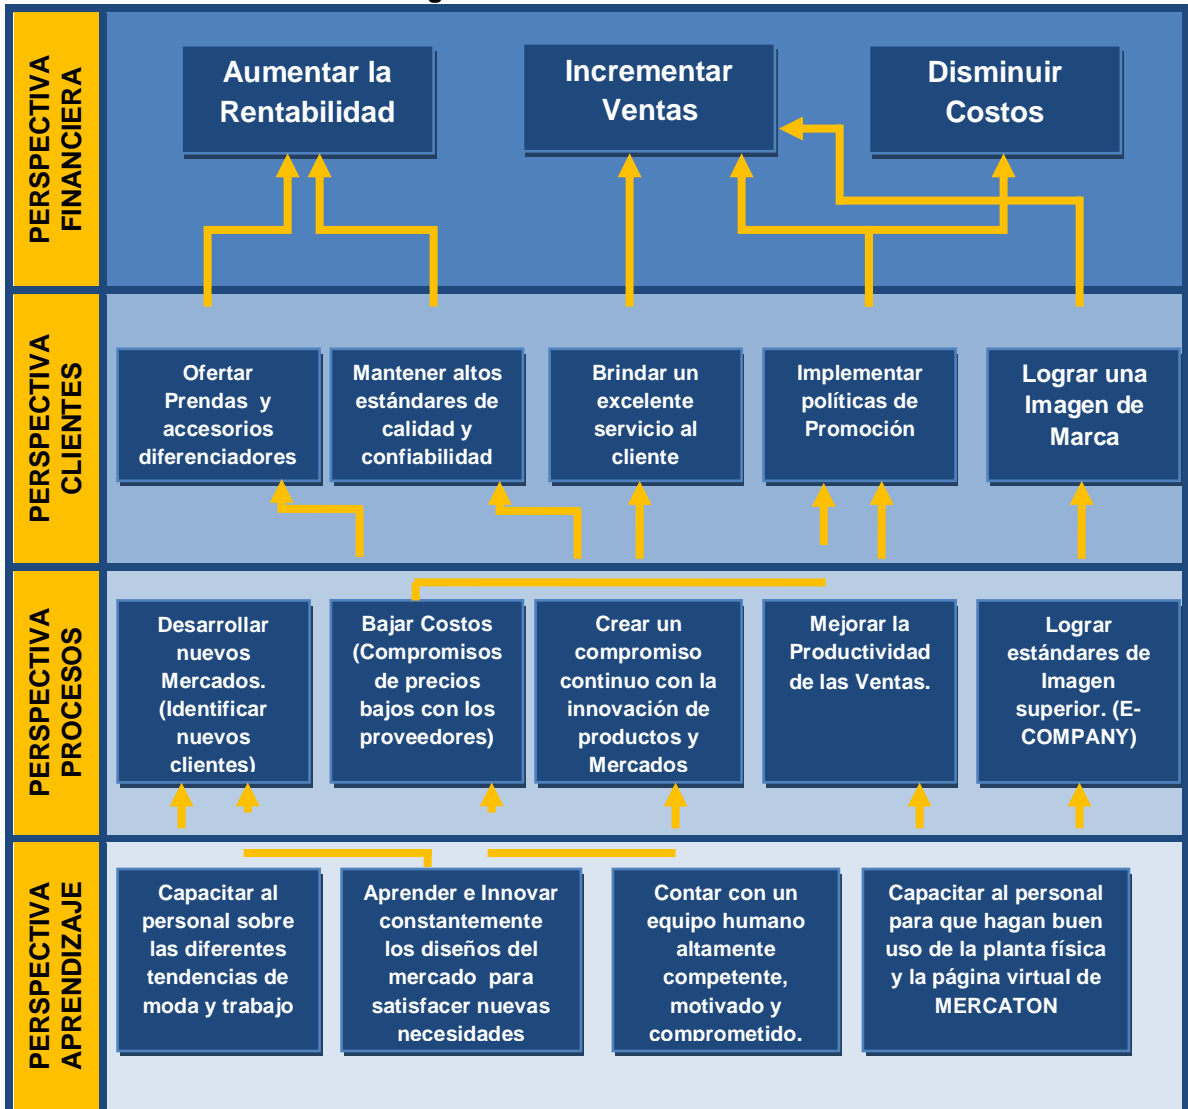 PERSPECTIVA
FINANCIERA
Aumentar la
Rentabilidad
Incrementar
Ventas
Disminuir
Costos
PERSPECTIVA
CLIENTES
Ofertar
Prendas y
accesorios
diferenciadores
Mantener altos
estándares de
calidad y
confiabilidad
Brindar un
excelente
servicio al
cliente
Implementar
políticas de
Promoción
Lograr una
Imagen de
Marca
PERSPECTIVA
PROCESOS
Desarrollar
nuevos
Mercados.
(Identificar
nuevos
clientes)
Bajar Costos
(Compromisos
de precios
bajos con los
proveedores)
Crear un
compromiso
continuo con la
innovación de
productos y
Mercados
Mejorar la
Productividad
de las Ventas.
Lograr
estándares de
Imagen
superior. (E-
COMPANY)
PERSPECTIVA
APRENDIZAJE
Capacitar al
personal sobre
las diferentes
tendencias de
moda y trabajo
Aprender e Innovar
constantemente
los diseños del
mercado para
satisfacer nuevas
necesidades
Contar con un
equipo humano
altamente
competente,
motivado y
comprometido.
Capacitar al personal
para que hagan buen
uso de la planta física
y la página virtual de
MERCATON